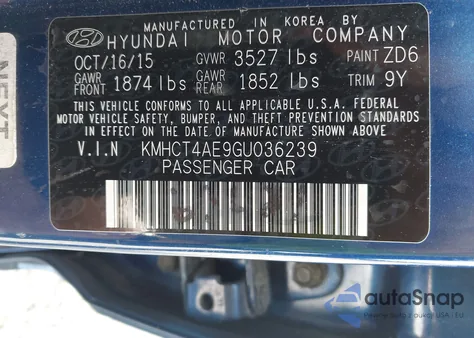 MANUFACTURED IN KOREA
HYUNDAI MOTOR COMPANY
OCT/16/15 GVWR 3527 lbs PAINT ZD6
GAWR FRONT 1874 lbs GAWR REAR 1852 lbs TRIM 9Y
THIS VEHICLE CONFORMS TO ALL APPLICABLE U.S.A. FEDERAL
MOTOR VEHICLE SAFETY, BUMPER, AND THEFT STANDARDS IN
EFFECT ON THE DATE OF MANUFACTURE SHOWN ABOVE.
V.I.N KMHCT4AE9GU036239
PASSENGER CAR
NEXT
autoSnap